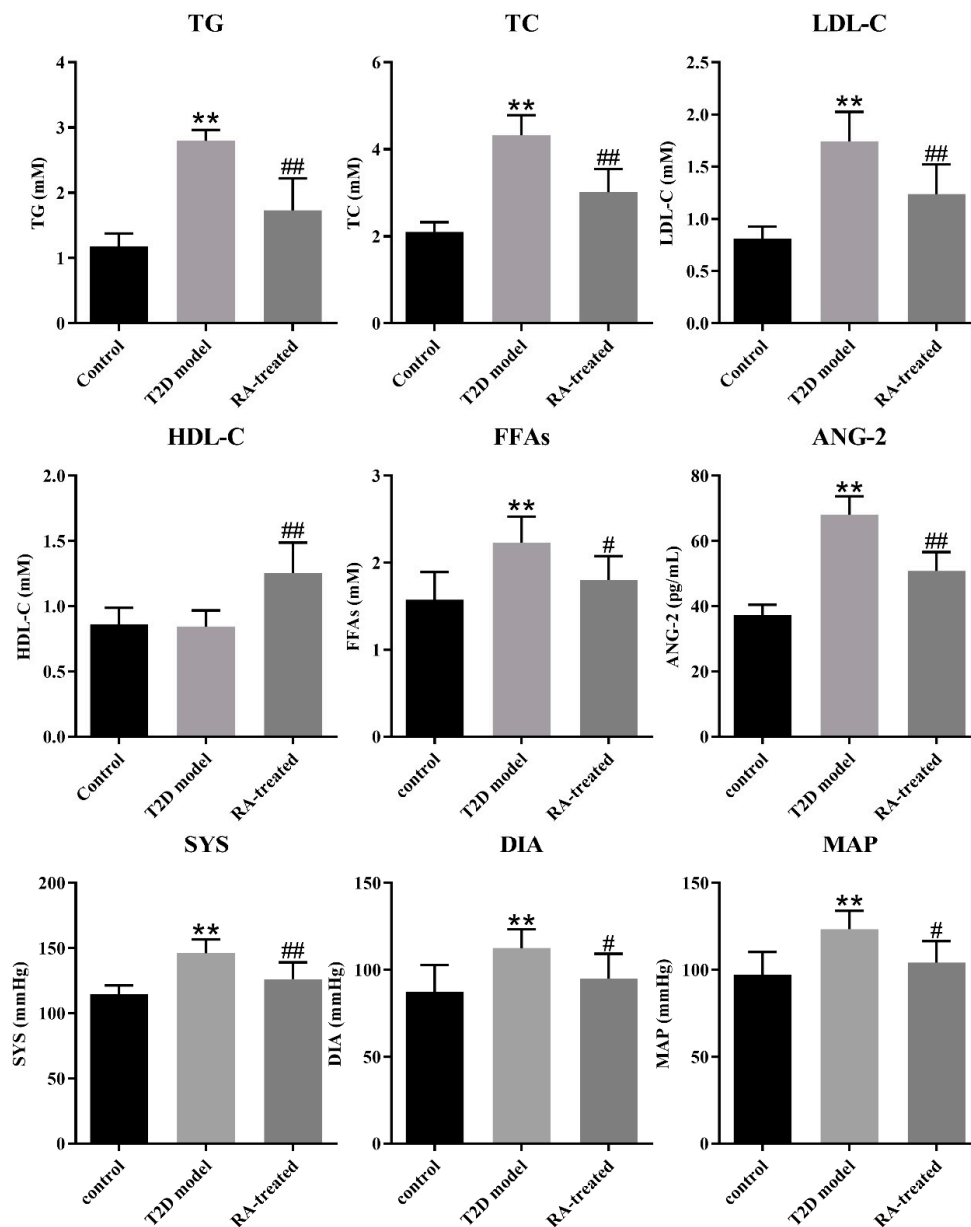 TG
TG (mM)
4
3
2
1
0
**
##
Control
T2D model
RA-treated
TC
TC (mM)
6
4
2
0
**
##
Control
T2D model
RA-treated
LDL-C
LDL-C (mM)
2.5
2.0
1.5
1.0
0.5
0.0
**
##
Control
T2D model
RA-treated
HDL-C
HDL-C (mM)
2.0
1.5
1.0
0.5
0.0
##
Control
T2D model
RA-treated
FFAs
FFAs (mM)
3
2
1
0
**
#
control
T2D model
RA-treated
ANG-2
ANG-2 (pg/mL)
80
60
40
20
0
**
##
control
T2D model
RA-treated
SYS
SYS (mmHg)
200
150
100
50
0
**
##
control
T2D model
RA-treated
DIA
DIA (mmHg)
150
100
50
0
**
#
control
T2D model
RA-treated
MAP
MAP (mmHg)
150
100
50
0
**
#
control
T2D model
RA-treated